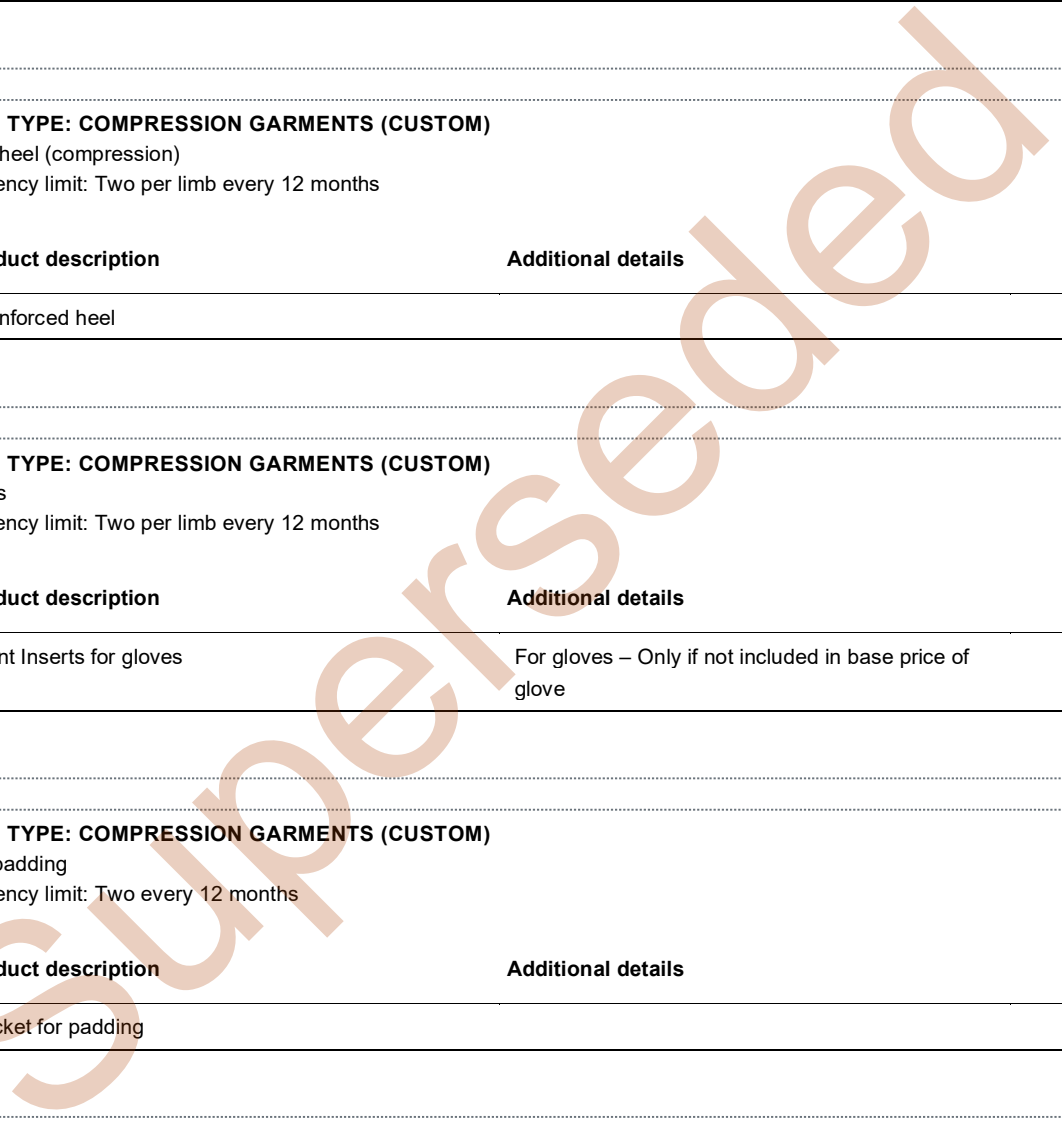 TYPE: COMPRESSION GARMENTS (CUSTOM)
heel (compression)
ency limit: Two per limb every 12 months
duct description Additional details
nforced heel
TYPE: COMPRESSION GARMENTS (CUSTOM)
s
ency limit: Two per limb every 12 months
duct description Additional details
nt Inserts for gloves For gloves – Only if not included in base price of
glove
TYPE: COMPRESSION GARMENTS (CUSTOM)
padding
ency limit: Two every 12 months
duct description Additional details
cket for padding
Superseded